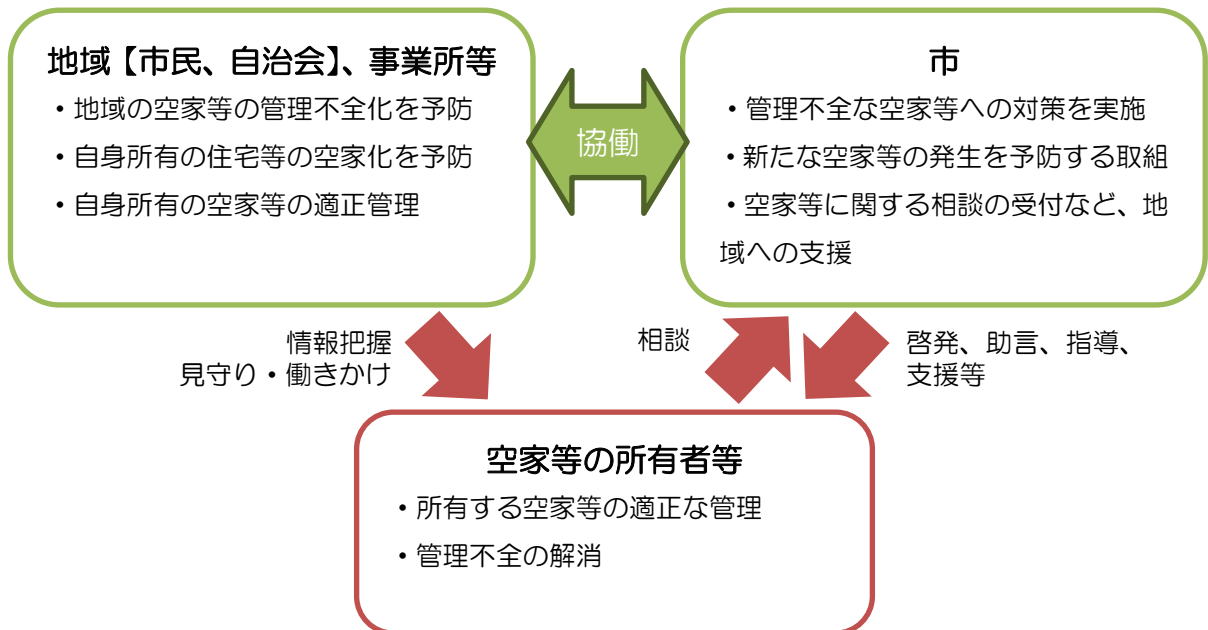 地域【市民、自治会】、事業所等
・地域の空家等の管理不全化を予防
・自身所有の住宅等の空家化を予防
・自身所有の空家等の適正管理
協働
市
・管理不全な空家等への対策を実施
・新たな空家等の発生を予防する取組
・空家等に関する相談の受付など、地
域への支援
情報把握
見守り・働きかけ
相談
啓発、助言、指導、
支援等
空家等の所有者等
・所有する空家等の適正な管理
・管理不全の解消